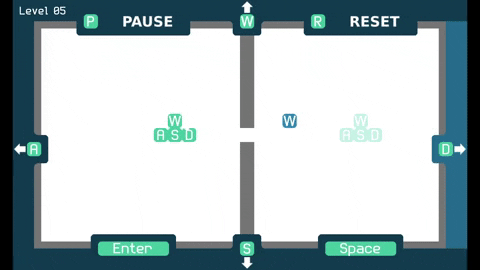 Level 05
P PAUSE W R RESET
W W W
A S D A S D
A D
Enter S Space